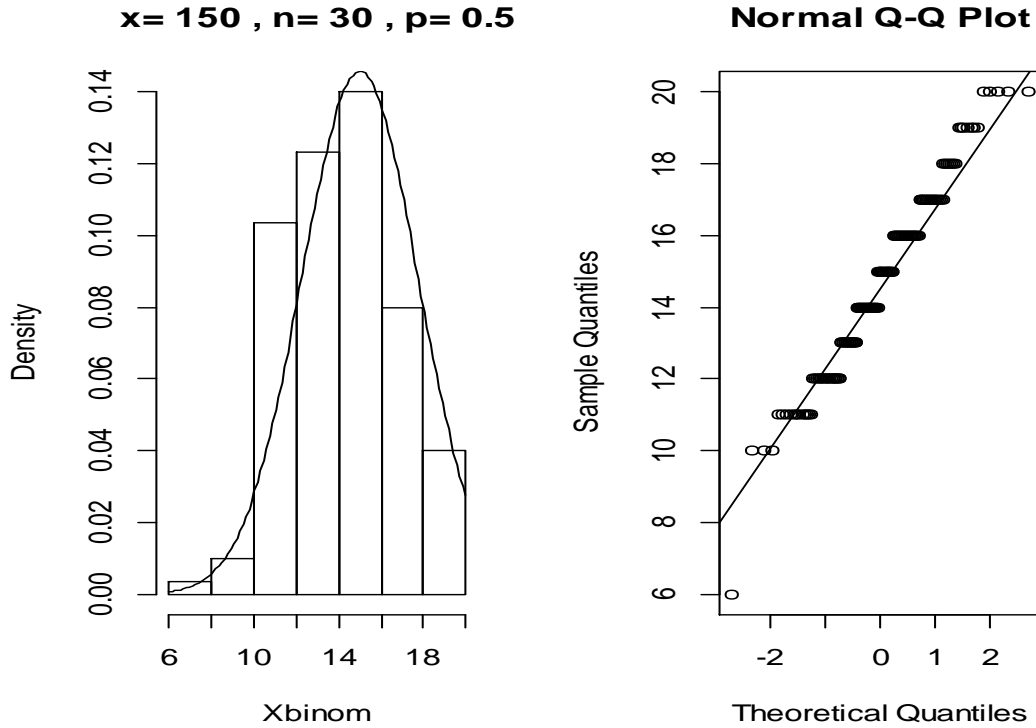 x= 150 , n= 30 , p= 0.5
Density
0.14
0.12
0.10
0.08
0.06
0.04
0.02
0.00
6 10 14 18
Xbinom
Normal Q-Q Plot
Sample Quantiles
20
18
16
14
12
10
8
6
-2 0 1 2
Theoretical Quantiles